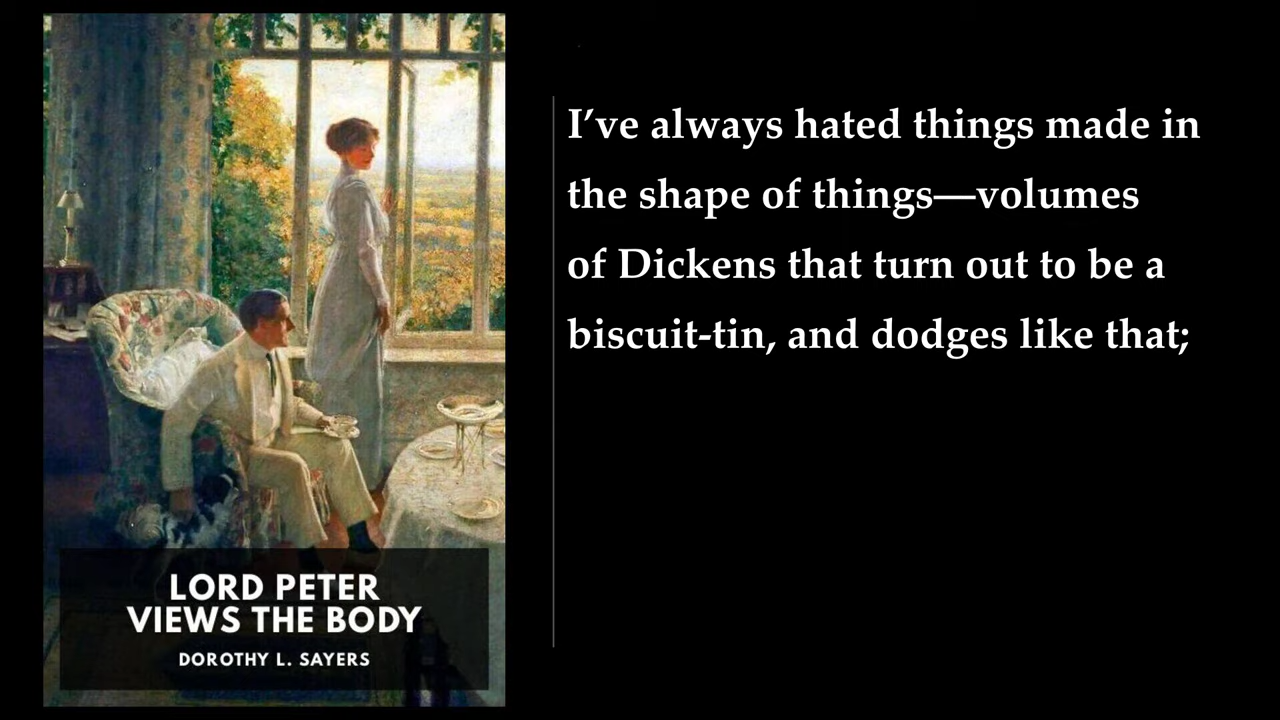 I’ve always hated things made in
the shape of things—volumes
of Dickens that turn out to be a
biscuit-tin, and dodges like that;
LORD PETER
VIEWS THE BODY
DOROTHY L. SAYERS